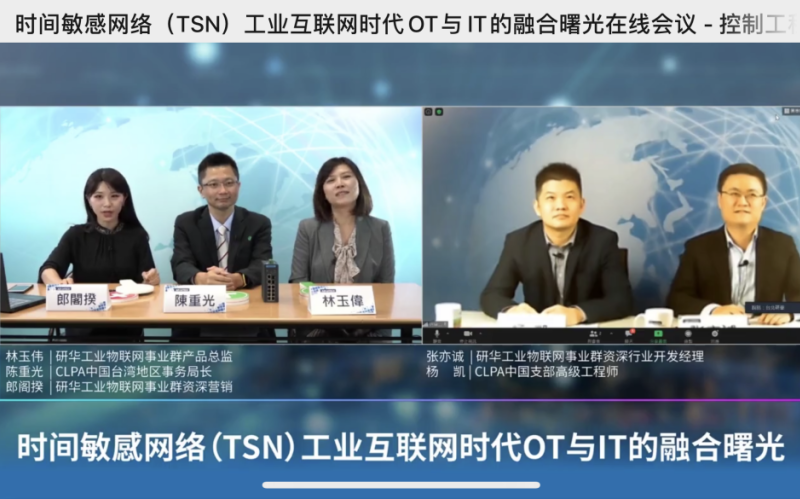 时间敏感网络（TSN）工业互联网时代OT与IT的融合曙光在线会议 - 控制工程
郎閣揆
陳重光
林玉偉
林玉伟 | 研华工业物联网事业群产品总监
陈重光 | CLPA中国台湾地区事务局长
郎阁揆 | 研华工业物联网事业群资深营销
张亦诚 | 研华工业物联网事业群资深行业开发经理
杨 凯 | CLPA中国支部高级工程师
时间敏感网络(TSN)工业互联网时代OT与IT的融合曙光